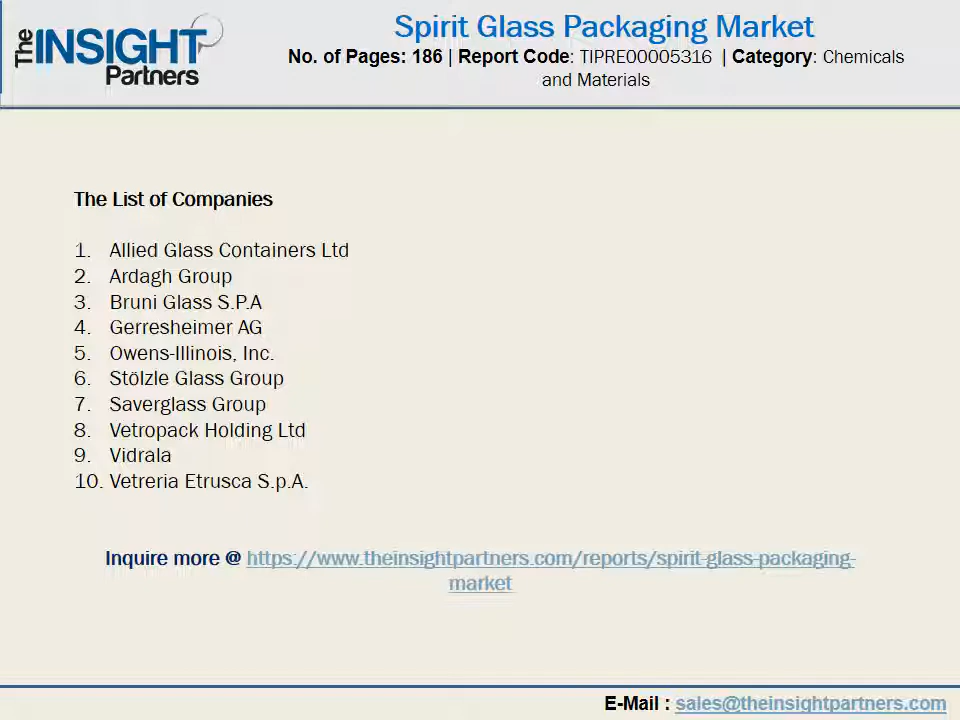 The INSIGHT Partners
Spirit Glass Packaging Market
No. of Pages: 186 | Report Code: TIPRE00005316 | Category: Chemicals
and Materials
The List of Companies
1. Allied Glass Containers Ltd
2. Ardagh Group
3. Bruni Glass S.P.A
4. Gerresheimer AG
5. Owens-Illinois, Inc.
6. Stölzle Glass Group
7. Saverglass Group
8. Vetropack Holding Ltd
9. Vidrala
10. Vetreria Etrusca S.p.A.
Inquire more @ https://www.theinsightpartners.com/reports/spirit-glass-packaging-
market
E-Mail : sales@theinsightpartners.com